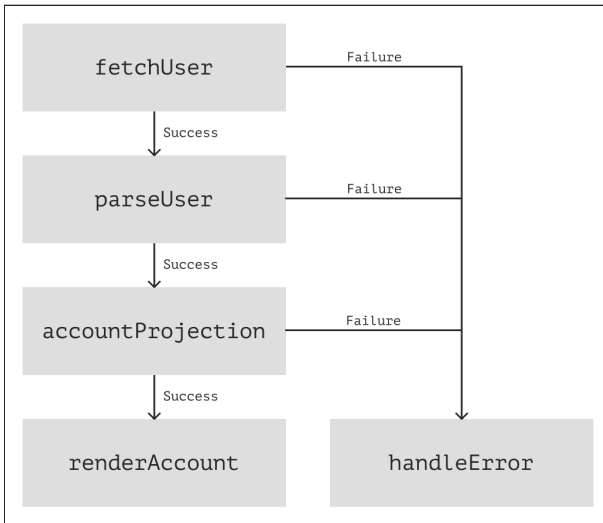 fetchUser
Failure
Success
parseUser
Failure
Success
accountProjection
Failure
Success
renderAccount
handleError